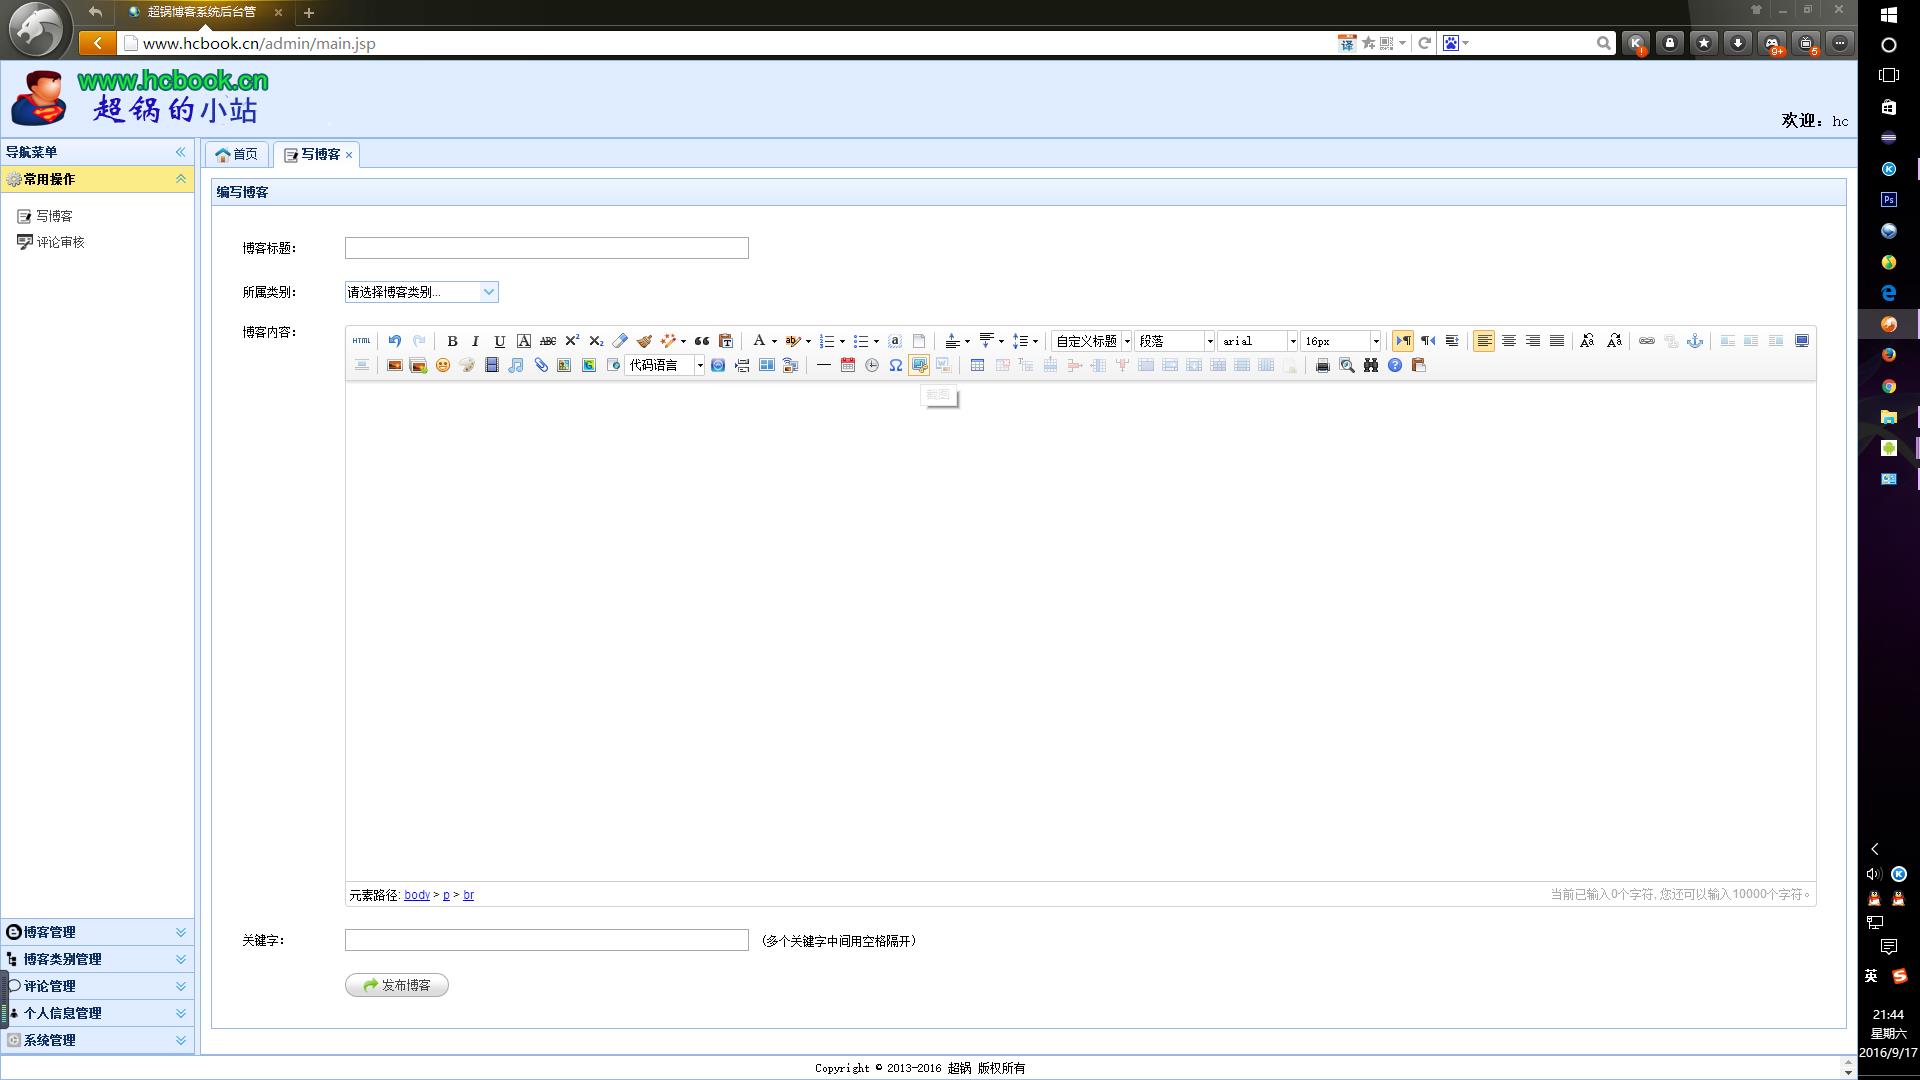 超锅博客系统后台管
www.hcbook.cn/admin/main.jsp
译
9+
5
www.hcbook.cn
超锅的小站
欢迎：hc
导航菜单
首页
写博客
常用操作
编写博客
写博客
评论审核
博客标题：
所属类别：
请选择博客类别...
博客内容：
HTML
B I U A ABC X² X₂
自定义标题
段落
arial
16px
代码语言
截图
元素路径: body > p > br
当前已输入0个字符, 您还可以输入10000个字符。
关键字：
(多个关键字中间用空格隔开)
发布博客
博客管理
博客类别管理
评论管理
个人信息管理
系统管理
Copyright © 2013-2016 超锅 版权所有
Ps
英
21:44
星期六
2016/9/17